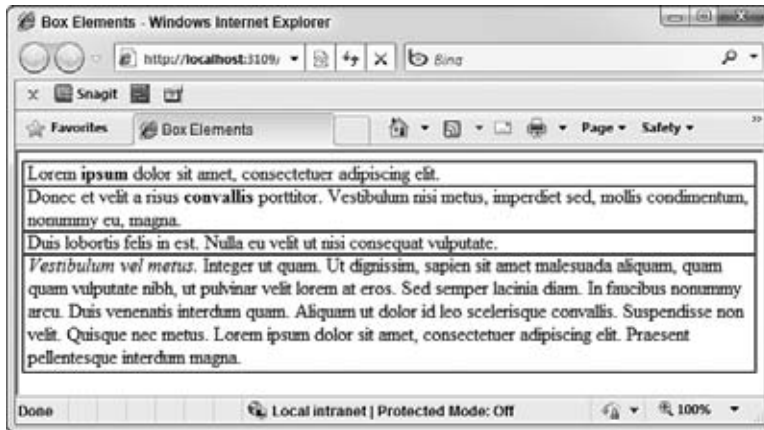 Box Elements - Windows Internet Explorer
http://localhost:3109/
Bing
Snagit
Favorites
Box Elements
Page
Safety
Lorem ipsum dolor sit amet, consectetuer adipiscing elit.
Donec et velit a risus convallis porttitor. Vestibulum nisi metus, imperdiet sed, mollis condimentum,
nonummy eu, magna.
Duis lobortis felis in est. Nulla eu velit ut nisi consequat vulputate.
Vestibulum vel metus. Integer ut quam. Ut dignissim, sapien sit amet malesuada aliquam, quam
quam vulputate nibh, ut pulvinar velit lorem at eros. Sed semper lacinia diam. In faucibus nonummy
arcu. Duis venenatis interdum quam. Aliquam ut dolor id leo scelerisque convallis. Suspendisse non
velit. Quisque nec metus. Lorem ipsum dolor sit amet, consectetuer adipiscing elit. Praesent
pellentesque interdum magna.
Done
Local intranet | Protected Mode: Off
100%